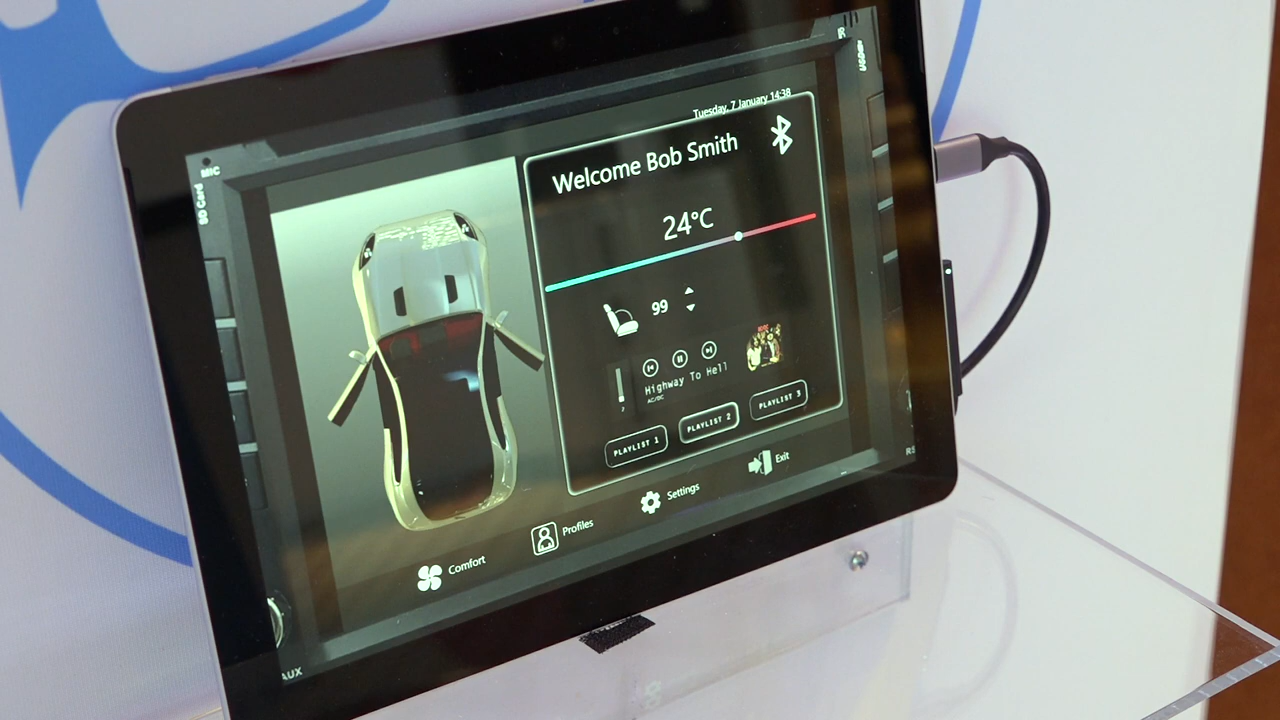 MIC
SD Card
Tuesday, 7 January 14:38
Welcome Bob Smith
24°C
99
Highway To Hell
AC/DC
PLAYLIST 1
PLAYLIST 2
PLAYLIST 3
Comfort
Profiles
Settings
Exit
AUX